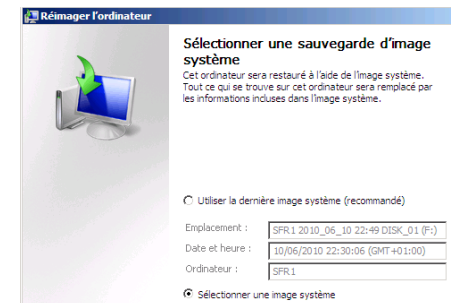 Réimager l'ordinateur
Sélectionner une sauvegarde d'image
système
Cet ordinateur sera restauré à l'aide de l'image système.
Tout ce qui se trouve sur cet ordinateur sera remplacé par
les informations incluses dans l'image système.
Utiliser la dernière image système (recommandé)
Emplacement : SFR1 2010_06_10 22:49 DISK_01 (F:)
Date et heure : 10/06/2010 22:30:06 (GMT+01:00)
Ordinateur : SFR1
Sélectionner une image système